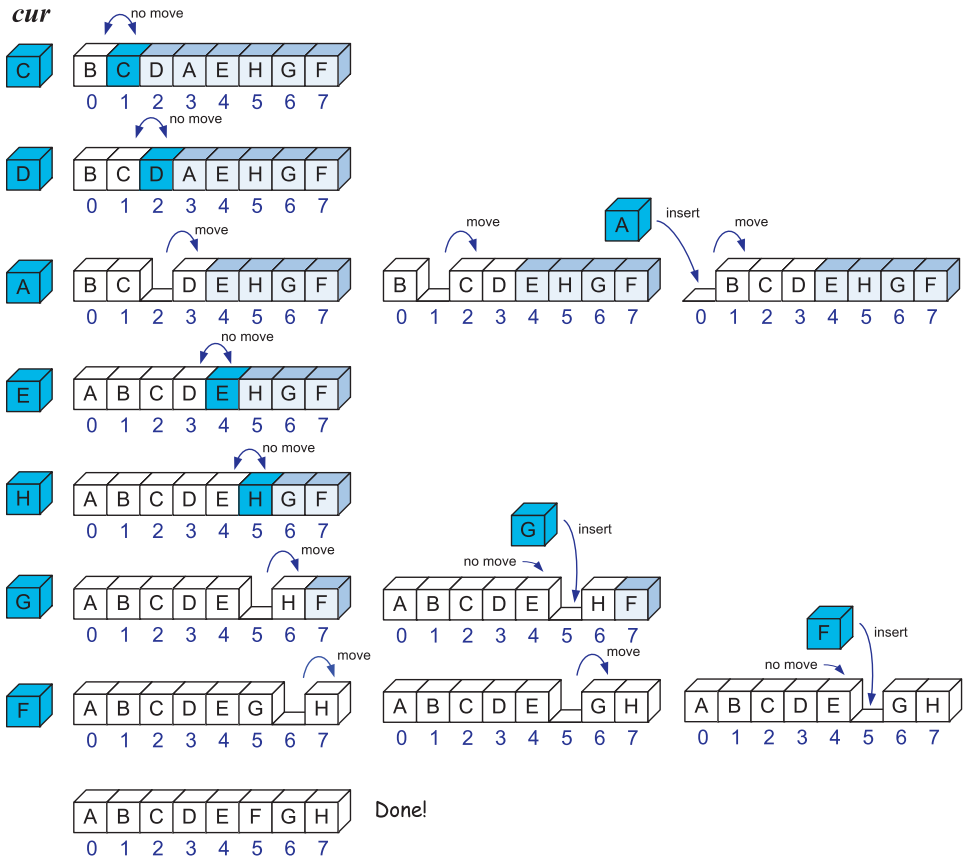 cur
no move
C
B C D A E H G F
0 1 2 3 4 5 6 7
no move
D
B C D A E H G F
0 1 2 3 4 5 6 7
move
A
B C D E H G F
0 1 2 3 4 5 6 7
move
B C D E H G F
0 1 2 3 4 5 6 7
A
insert
move
B C D E H G F
0 1 2 3 4 5 6 7
no move
E
A B C D E H G F
0 1 2 3 4 5 6 7
no move
H
A B C D E H G F
0 1 2 3 4 5 6 7
move
G
A B C D E H F
0 1 2 3 4 5 6 7
G
insert
no move
A B C D E H F
0 1 2 3 4 5 6 7
move
F
A B C D E G H
0 1 2 3 4 5 6 7
move
A B C D E G H
0 1 2 3 4 5 6 7
F
insert
no move
A B C D E G H
0 1 2 3 4 5 6 7
A B C D E F G H
0 1 2 3 4 5 6 7
Done!